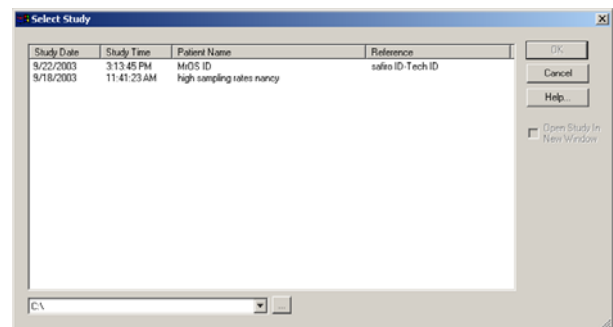 Select Study
Study Date Study Time Patient Name Reference
9/22/2003 3:13:45 PM MrOS ID safiro ID-Tech ID
9/18/2003 11:41:23 AM high sampling rates nancy
OK
Cancel
Help...
Open Study In
New Window
C:\
...